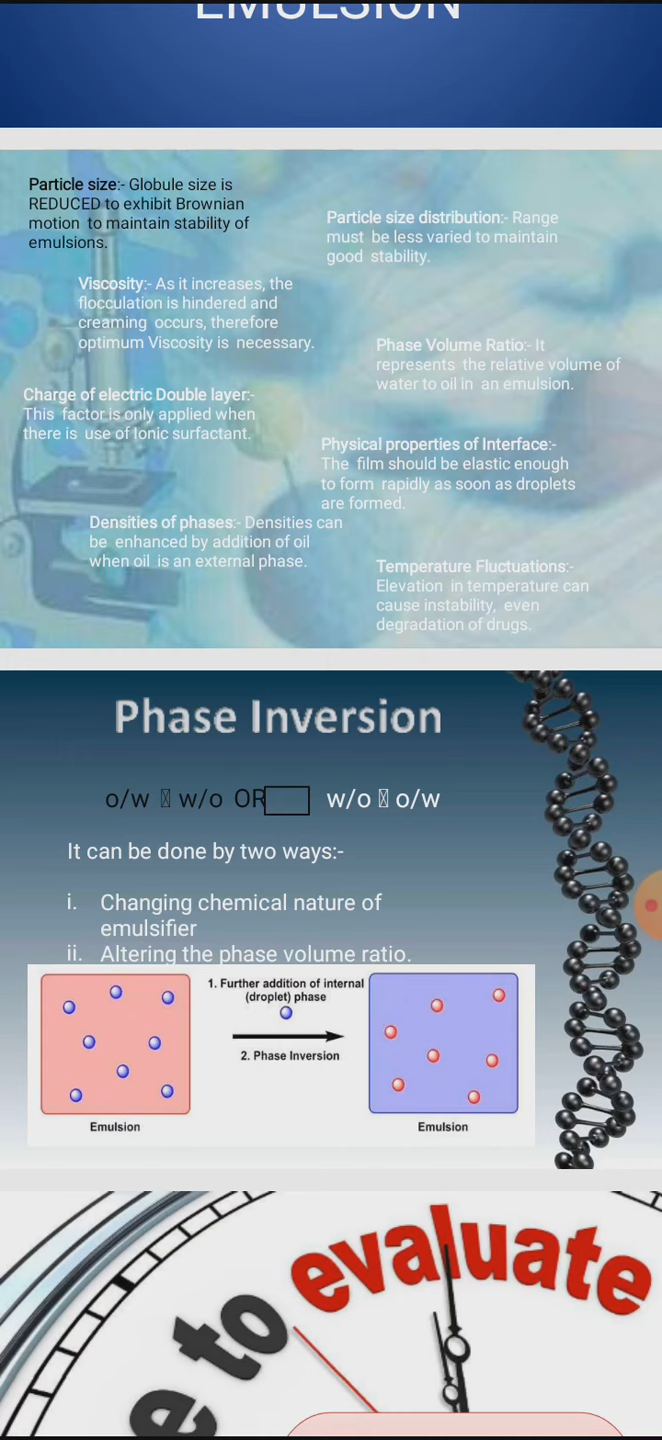 EMULSION
Particle size:- Globule size is
REDUCED to exhibit Brownian
motion to maintain stability of
emulsions.
Particle size distribution:- Range
must be less varied to maintain
good stability.
Viscosity:- As it increases, the
flocculation is hindered and
creaming occurs, therefore
optimum Viscosity is necessary.
Phase Volume Ratio:- It
represents the relative volume of
water to oil in an emulsion.
Charge of electric Double layer:-
This factor is only applied when
there is use of Ionic surfactant.
Physical properties of Interface:-
The film should be elastic enough
to form rapidly as soon as droplets
are formed.
Densities of phases:- Densities can
be enhanced by addition of oil
when oil is an external phase.
Temperature Fluctuations:-
Elevation in temperature can
cause instability, even
degradation of drugs.
Phase Inversion
o/w w/o OR w/o o/w
It can be done by two ways:-
i. Changing chemical nature of
emulsifier
ii. Altering the phase volume ratio.
1. Further addition of internal
(droplet) phase
2. Phase Inversion
Emulsion
Emulsion
e to evaluate